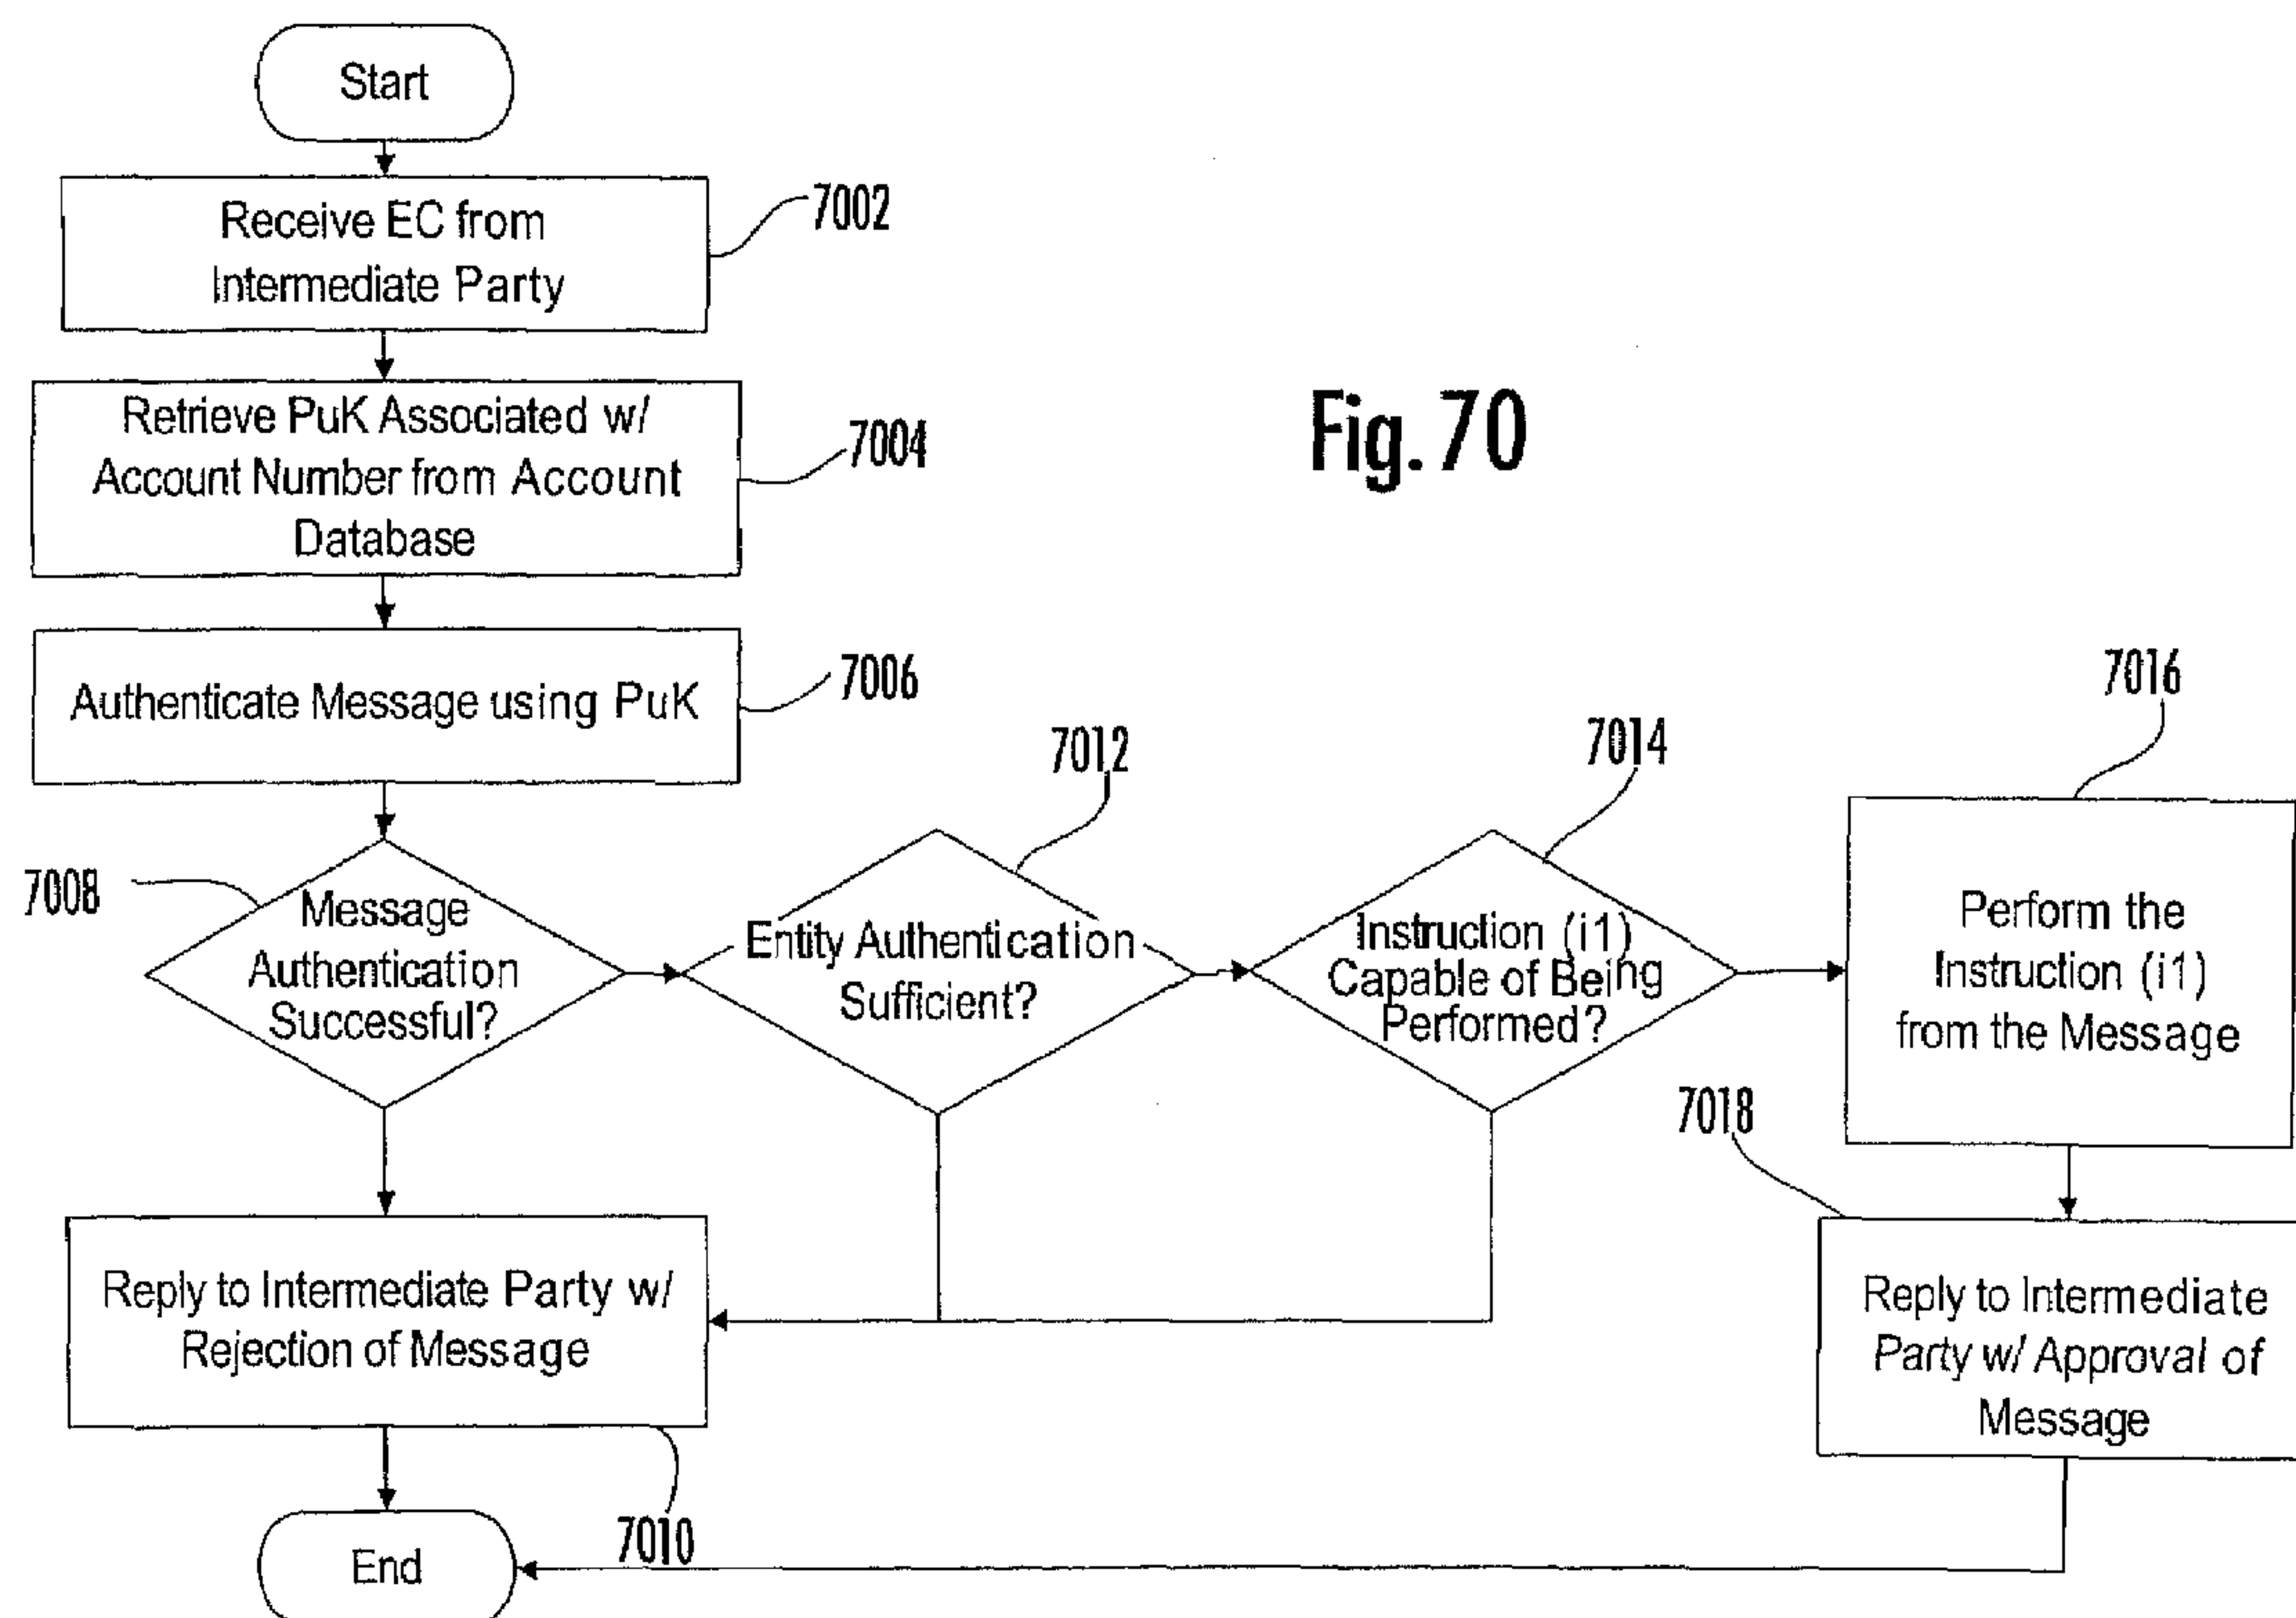 Start
Receive EC from
Intermediate Party
7002
Retrieve PuK Associated w/
Account Number from Account
Database
7004
Fig. 70
Authenticate Message using PuK
7006
7008
Message
Authentication
Successful?
7012
Entity Authentication
Sufficient?
7014
Instruction (i1)
Capable of Being
Performed?
7016
Perform the
Instruction (i1)
from the Message
7018
Reply to Intermediate Party w/
Rejection of Message
7010
Reply to Intermediate
Party w/ Approval of
Message
End